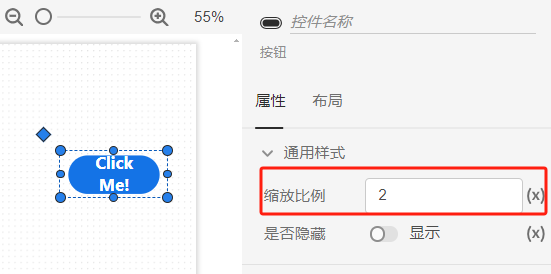 55%
Click
Me!
控件名称
按钮
属性 布局
通用样式
缩放比例 2 (x)
是否隐藏 显示 (x)